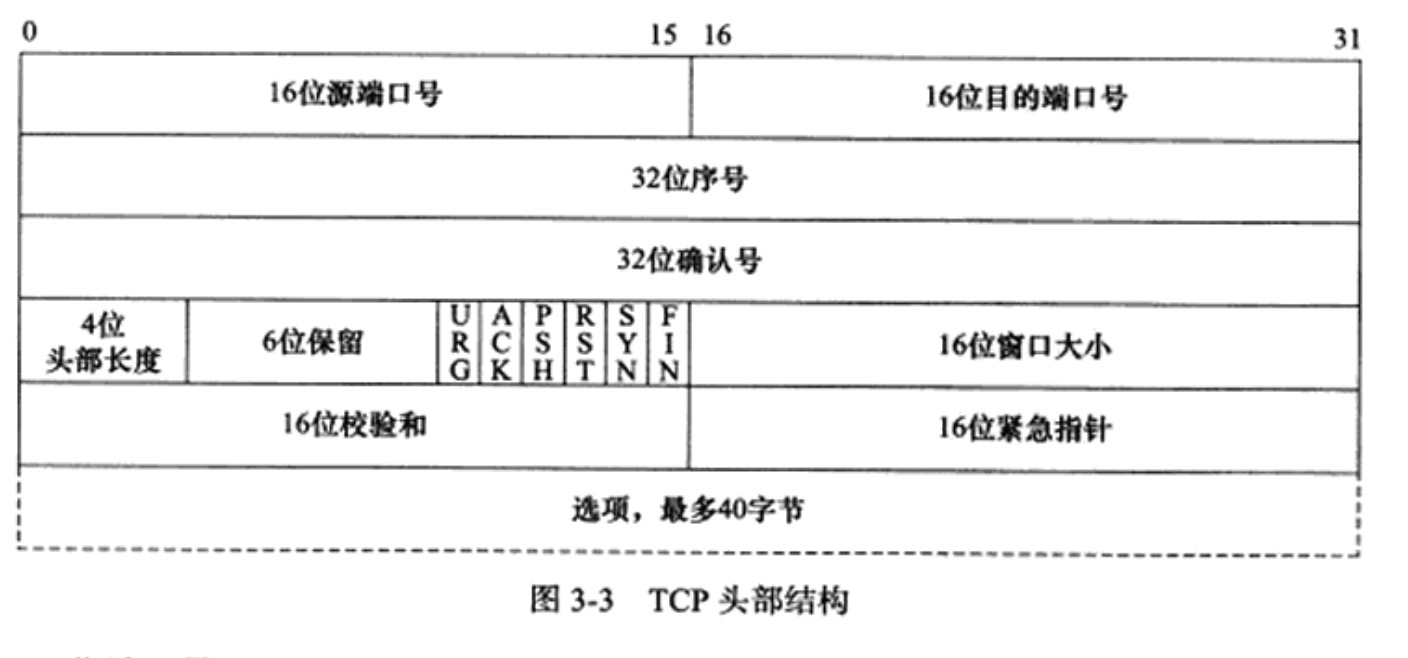 0 15 16 31
16位源端口号 16位目的端口号
32位序号
32位确认号
4位
头部长度 6位保留 URG ACK PSH RST SYN FIN 16位窗口大小
16位校验和 16位紧急指针
选项，最多40字节
图 3-3 TCP 头部结构